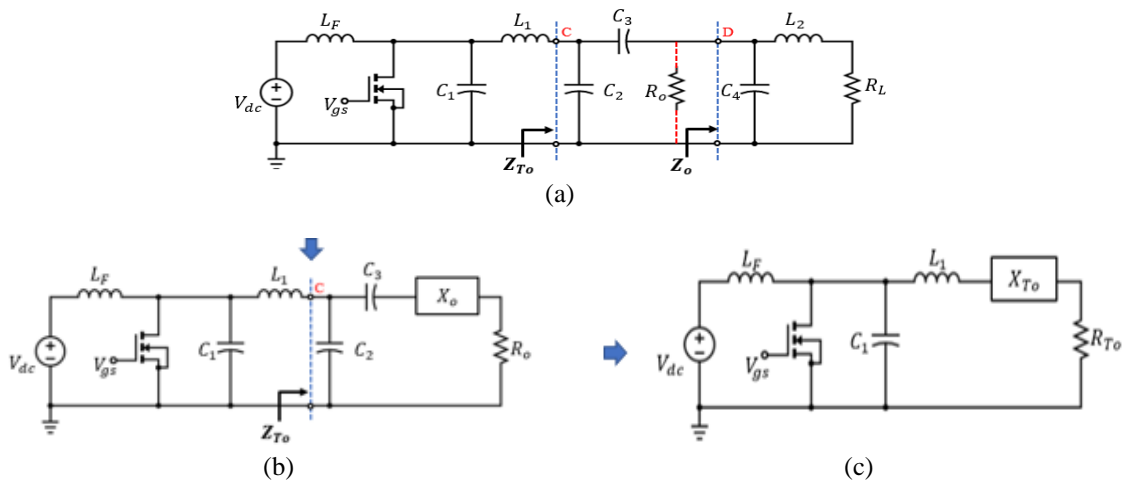 L_F
L_1
C
C_3
D
L_2
V_dc
V_gs
C_1
C_2
R_o
C_4
R_L
Z_To
Z_o
(a)
L_F
L_1
C
C_3
X_o
V_dc
V_gs
C_1
C_2
R_o
Z_To
(b)
L_F
L_1
X_To
V_dc
V_gs
C_1
R_To
(c)